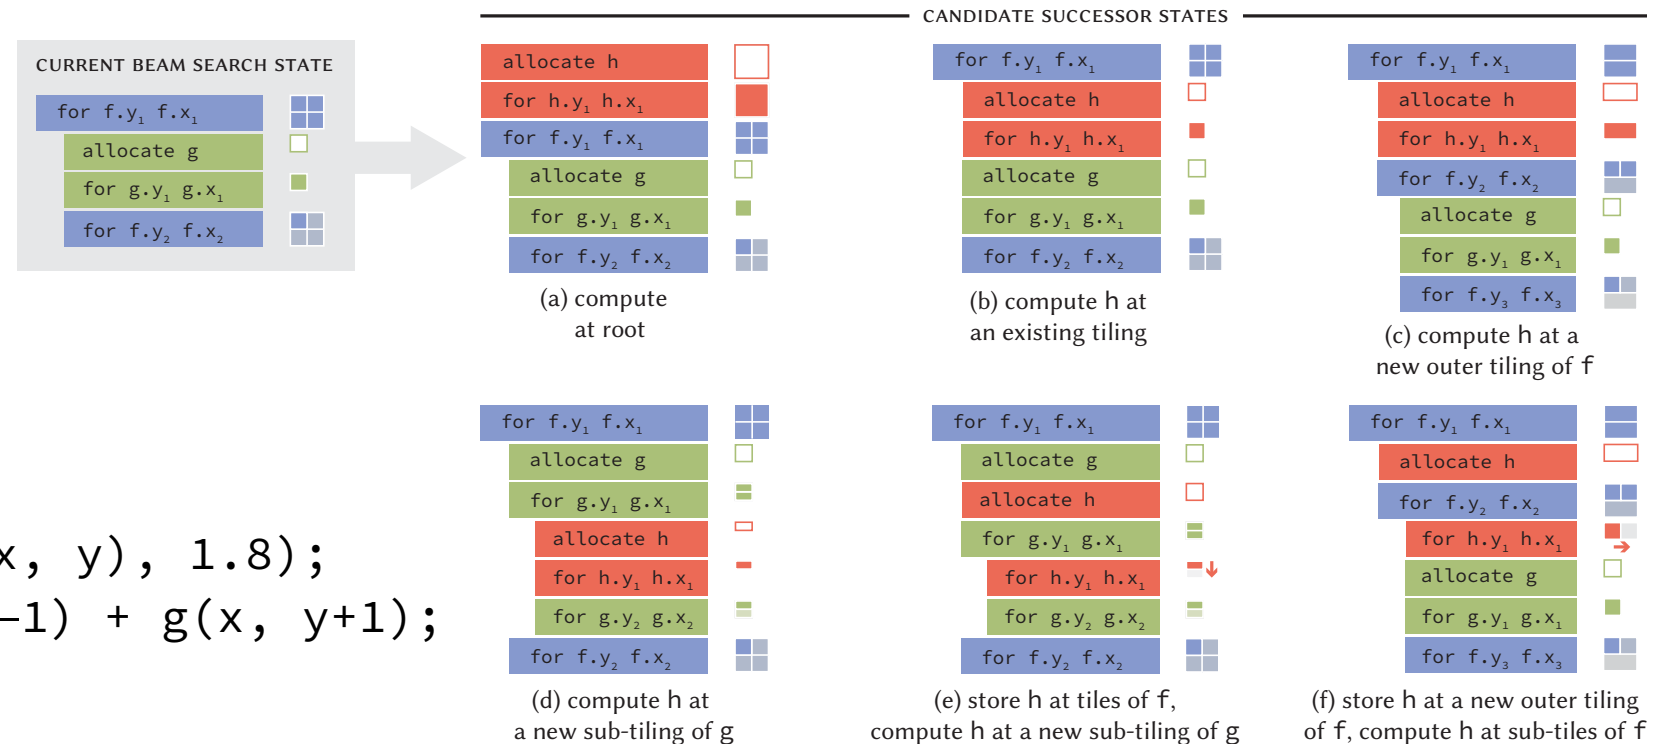 CANDIDATE SUCCESSOR STATES
CURRENT BEAM SEARCH STATE
for f.y₁ f.x₁
allocate g
for g.y₁ g.x₁
for f.y₂ f.x₂
allocate h
for h.y₁ h.x₁
for f.y₁ f.x₁
allocate g
for g.y₁ g.x₁
for f.y₂ f.x₂
(a) compute
at root
for f.y₁ f.x₁
allocate h
for h.y₁ h.x₁
allocate g
for g.y₁ g.x₁
for f.y₂ f.x₂
(b) compute h at
an existing tiling
for f.y₁ f.x₁
allocate h
for h.y₁ h.x₁
for f.y₂ f.x₂
allocate g
for g.y₁ g.x₁
for f.y₃ f.x₃
(c) compute h at a
new outer tiling of f
x, y), 1.8);
-1) + g(x, y+1);
for f.y₁ f.x₁
allocate g
for g.y₁ g.x₁
allocate h
for h.y₁ h.x₁
for g.y₂ g.x₂
for f.y₂ f.x₂
(d) compute h at
a new sub-tiling of g
for f.y₁ f.x₁
allocate g
allocate h
for g.y₁ g.x₁
for h.y₁ h.x₁
for g.y₂ g.x₂
for f.y₂ f.x₂
(e) store h at tiles of f,
compute h at a new sub-tiling of g
for f.y₁ f.x₁
allocate h
for f.y₂ f.x₂
for h.y₁ h.x₁
allocate g
for g.y₁ g.x₁
for f.y₃ f.x₃
(f) store h at a new outer tiling
of f, compute h at sub-tiles of f